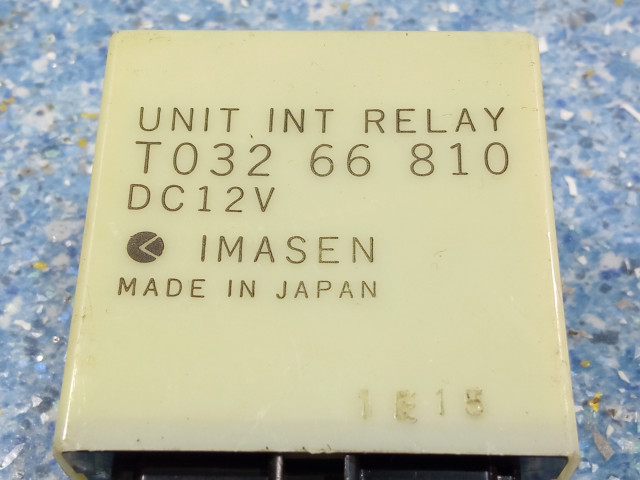 UNIT INT RELAY
T032 66 810
DC12V
IMASEN
MADE IN JAPAN
1E15